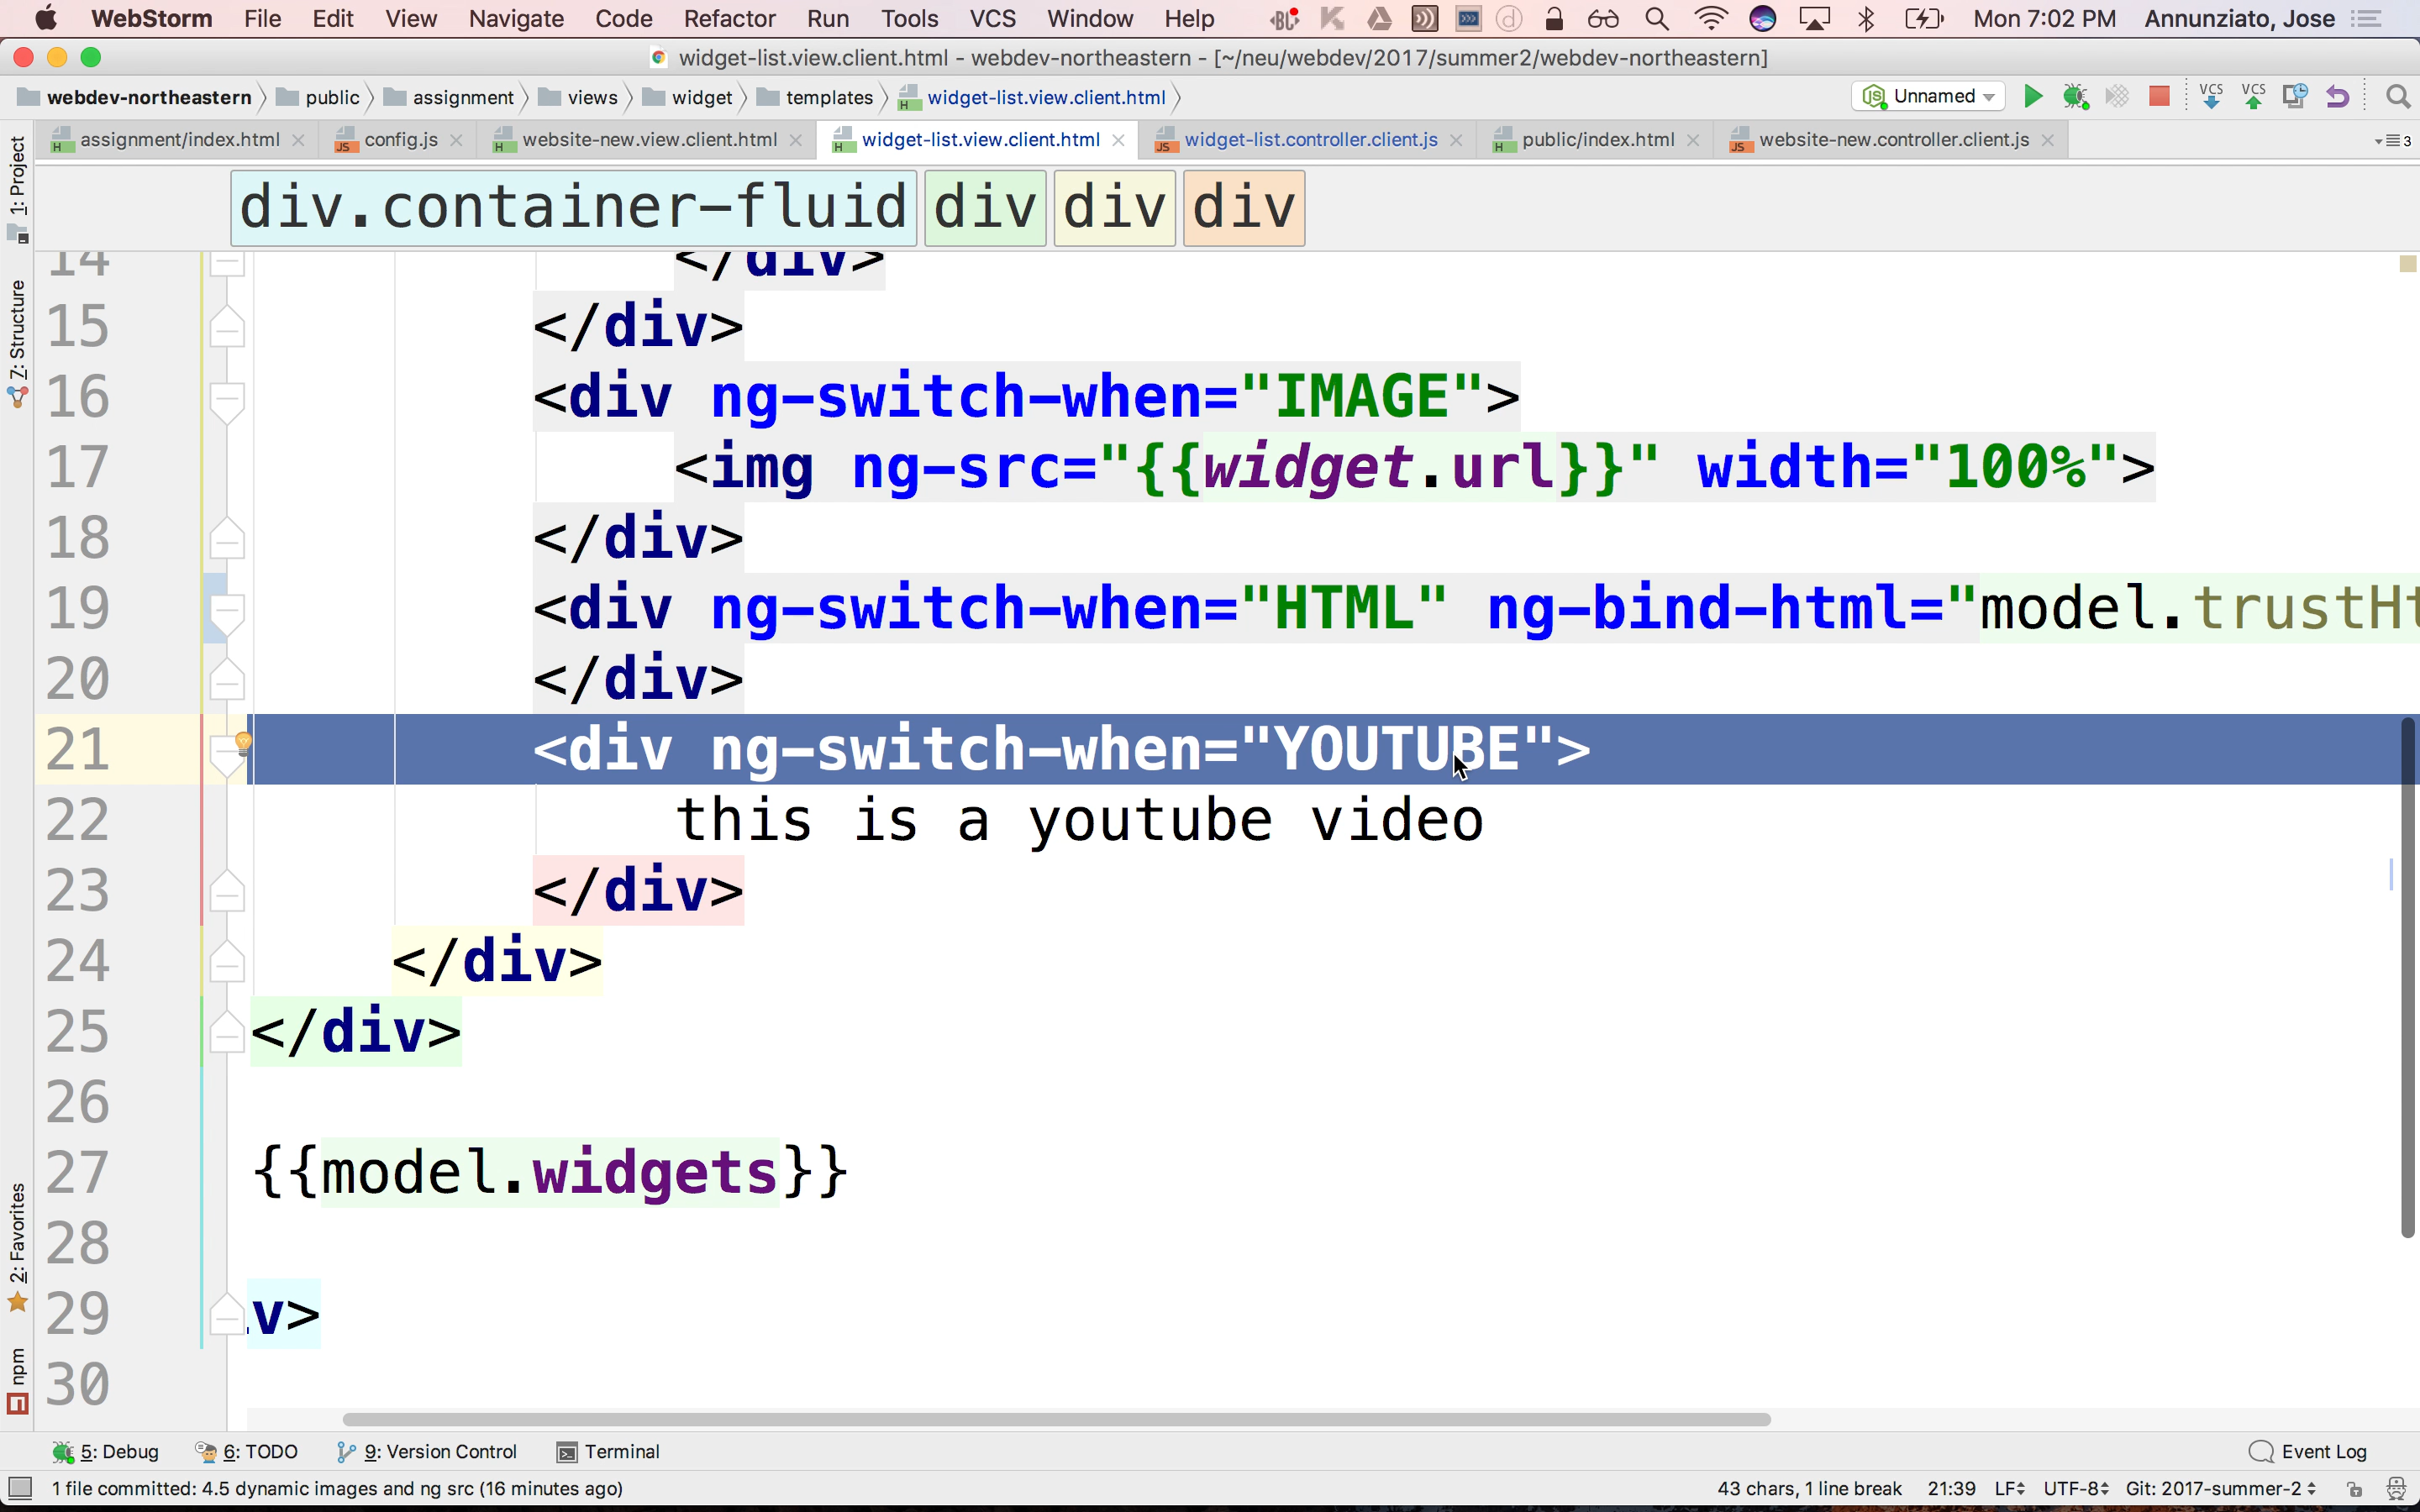 WebStorm File Edit View Navigate Code Refactor Run Tools VCS Window Help Mon 7:02 PM Annunziato, Jose
widget-list.view.client.html - webdev-northeastern - [~/neu/webdev/2017/summer2/webdev-northeastern]
webdev-northeastern public assignment views widget templates widget-list.view.client.html Unnamed VCS VCS
assignment/index.html config.js website-new.view.client.html widget-list.view.client.html widget-list.controller.client.js public/index.html website-new.controller.client.js 3
1: Project
7: Structure
2: Favorites
npm
div.container-fluid div div div
14 </div>
15 </div>
16 <div ng-switch-when="IMAGE">
17 <img ng-src="{{widget.url}}" width="100%">
18 </div>
19 <div ng-switch-when="HTML" ng-bind-html="model.trustHt
20 </div>
21 <div ng-switch-when="YOUTUBE">
22 this is a youtube video
23 </div>
24 </div>
25 </div>
26
27 {{model.widgets}}
28
29 v>
30
5: Debug 6: TODO 9: Version Control Terminal Event Log
1 file committed: 4.5 dynamic images and ng src (16 minutes ago) 43 chars, 1 line break 21:39 LF UTF-8 Git: 2017-summer-2